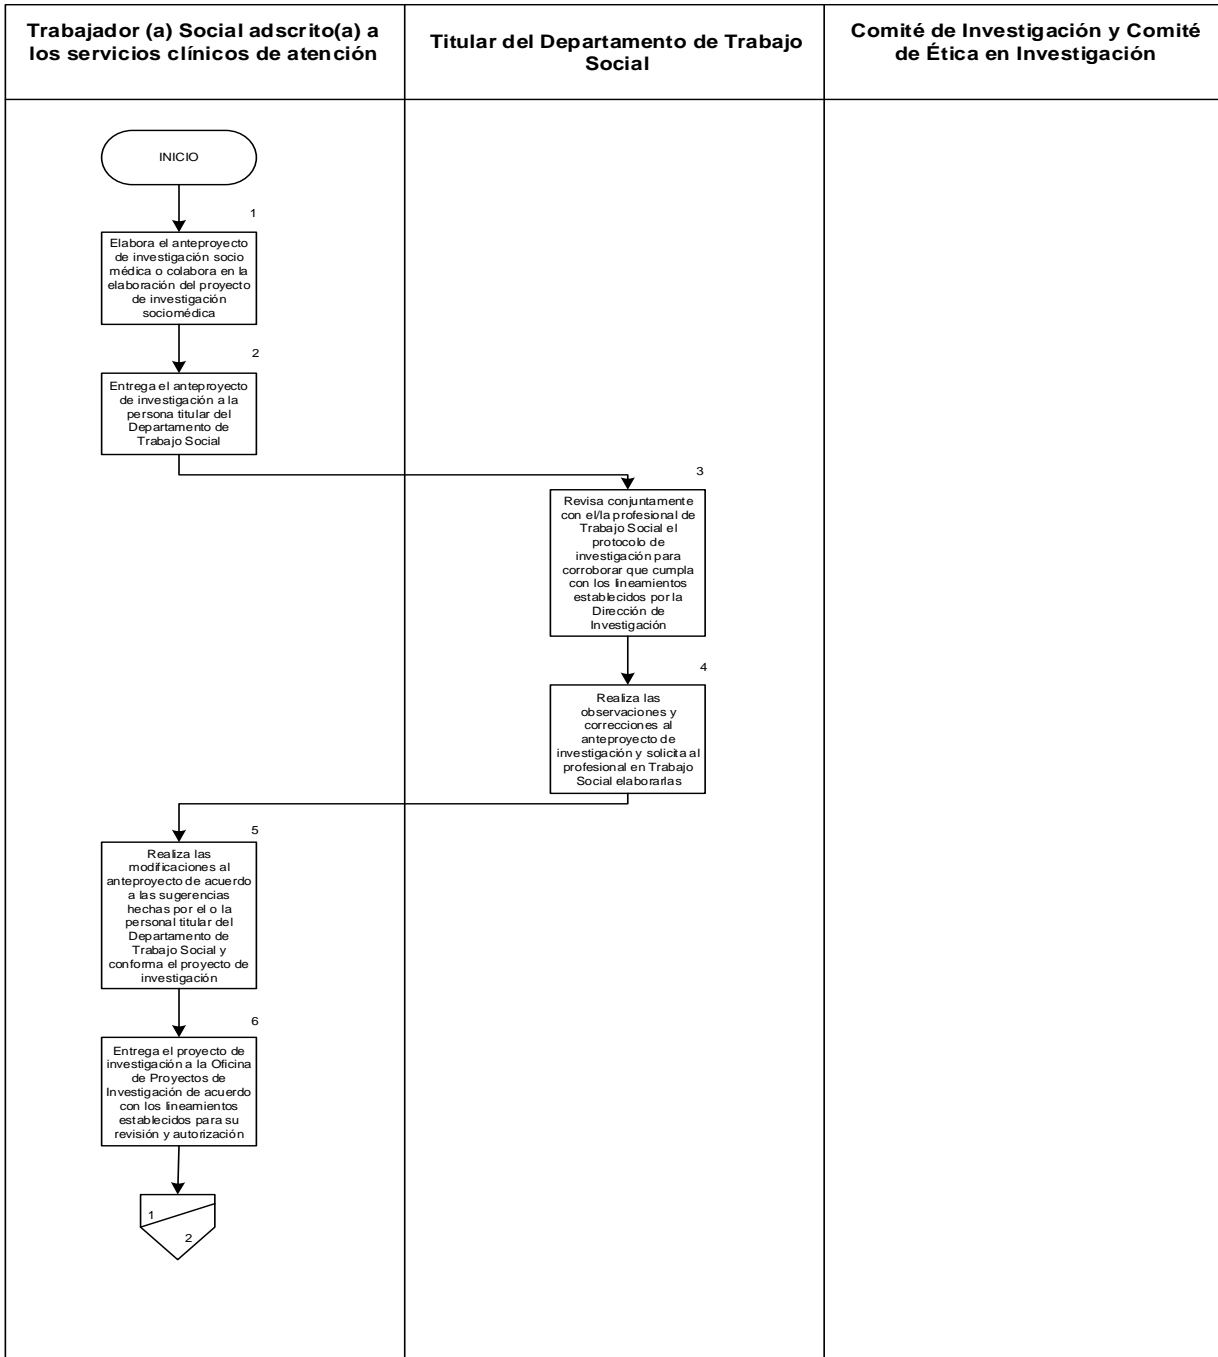 Trabajador (a) Social adscrito(a) a
los servicios clínicos de atención
Titular del Departamento de Trabajo
Social
Comité de Investigación y Comité
de Ética en Investigación
INICIO
1
Elabora el anteproyecto
de investigación socio
médica o colabora en la
elaboración del proyecto
de investigación
sociomédica
2
Entrega el anteproyecto
de investigación a la
persona titular del
Departamento de
Trabajo Social
3
Revisa conjuntamente
con el/la profesional de
Trabajo Social el
protocolo de
investigación para
corroborar que cumpla
con los lineamientos
establecidos por la
Dirección de
Investigación
4
Realiza las
observaciones y
correcciones al
anteproyecto de
investigación y solicita al
profesional en Trabajo
Social elaborarlas
5
Realiza las
modificaciones al
anteproyecto de acuerdo
a las sugerencias
hechas por el o la
personal titular del
Departamento de
Trabajo Social y
conforma el proyecto de
investigación
6
Entrega el proyecto de
investigación a la Oficina
de Proyectos de
Investigación de acuerdo
con los lineamientos
establecidos para su
revisión y autorización
1
2